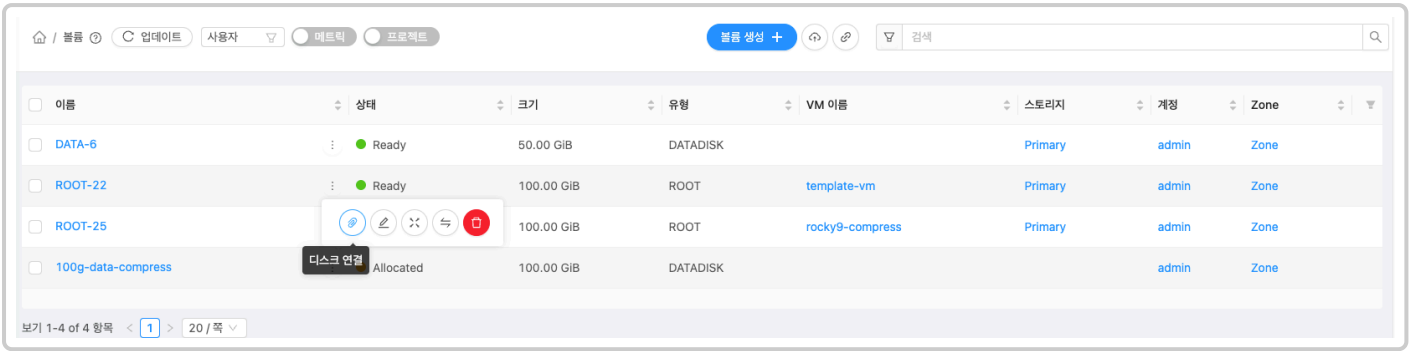 / 볼륨 업데이트 사용자 메트릭 프로젝트 볼륨 생성 + 검색
이름 상태 크기 유형 VM 이름 스토리지 계정 Zone
DATA-6 Ready 50.00 GiB DATADISK Primary admin Zone
ROOT-22 Ready 100.00 GiB ROOT template-vm Primary admin Zone
ROOT-25 100.00 GiB ROOT rocky9-compress Primary admin Zone
디스크 연결
100g-data-compress Allocated 100.00 GiB DATADISK admin Zone
보기 1-4 of 4 항목 < 1 > 20 / 쪽